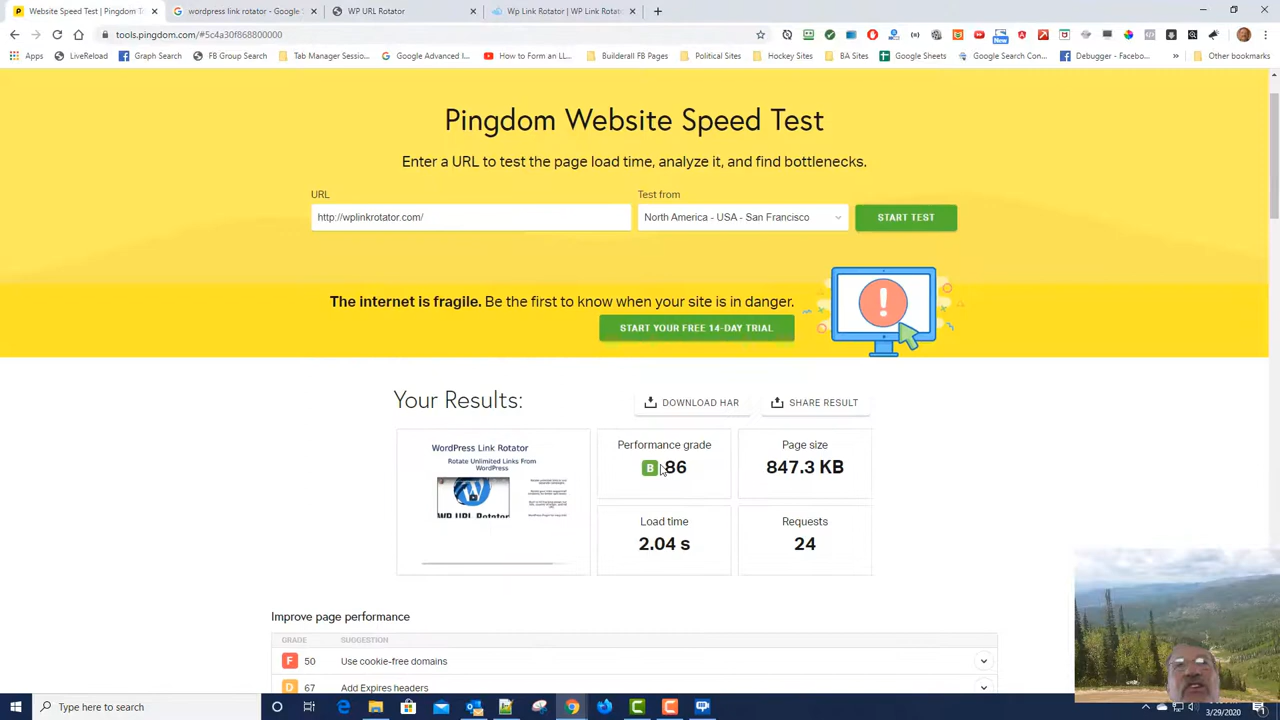 Website Speed Test | Pingdom T
wordpress link rotator - Google S
WP URL Rotator
Wp Link Rotator | WP Link Rotat
tools.pingdom.com/#5c4a30f868800000
New
Apps
LiveReload
FB Group Search
Tab Manager Sessio...
Google Advanced I...
How to Form an LL...
Builderall FB Pages
Political Sites
Hockey Sites
BA Sites
Google Sheets
Google Search Con...
Debugger - Facebo...
Other bookmarks
Pingdom Website Speed Test
Enter a URL to test the page load time, analyze it, and find bottlenecks.
URL
Test from
http://wplinkrotator.com/
North America - USA - San Francisco
START TEST
The internet is fragile. Be the first to know when your site is in danger.
START YOUR FREE 14-DAY TRIAL
Your Results:
DOWNLOAD HAR
SHARE RESULT
WordPress Link Rotator
Rotate Unlimited Links From
WordPress
WP URL Rotator
Performance grade
B 86
Page size
847.3 KB
Load time
2.04 s
Requests
24
Improve page performance
GRADE
SUGGESTION
F 50 Use cookie-free domains
D 67 Add Expires headers
Type here to search
3/29/2020